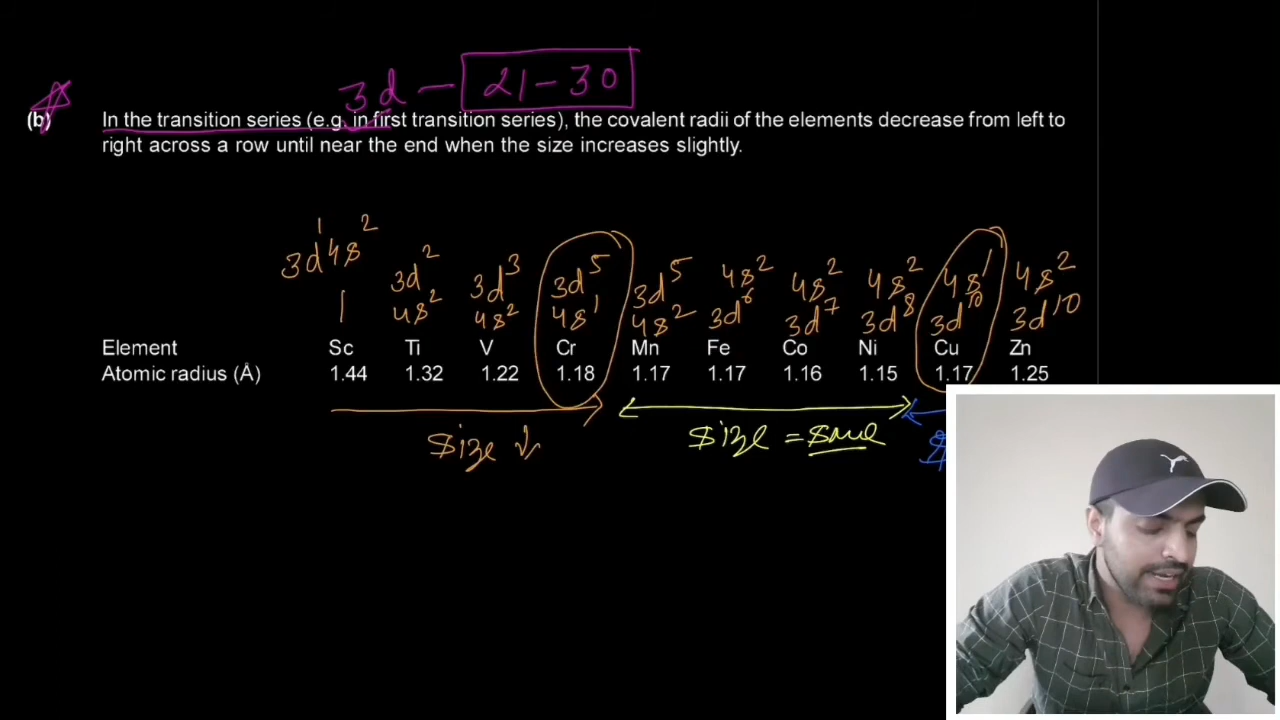 3d - 21-30
(b) In the transition series (e.g. in first transition series), the covalent radii of the elements decrease from left to
right across a row until near the end when the size increases slightly.
3d¹4s² 3d² 3d³ 3d⁵ 3d⁵ 4s² 4s² 4s² 4s¹ 4s²
1 4s² 4s² 4s¹ 4s² 3d⁶ 3d⁷ 3d⁸ 3d¹⁰ 3d¹⁰
Element Sc Ti V Cr Mn Fe Co Ni Cu Zn
Atomic radius (Å) 1.44 1.32 1.22 1.18 1.17 1.17 1.16 1.15 1.17 1.25
Size ↓ Size = Same